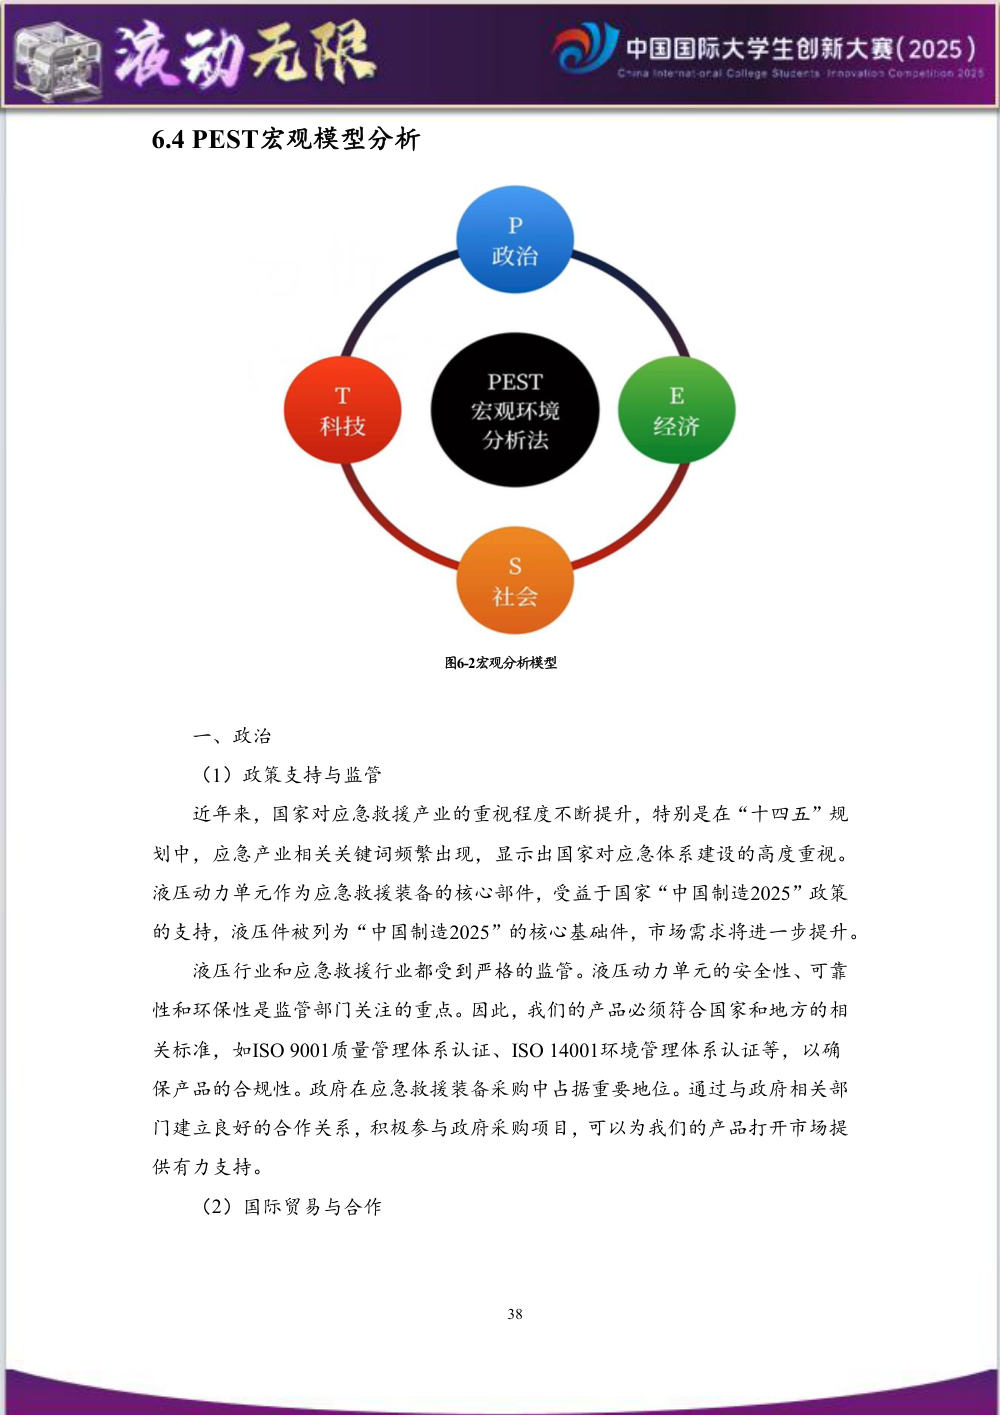 液动无限
中国国际大学生创新大赛(2025)
China International College Students Innovation Competition 2025
6.4 PEST宏观模型分析
P
政治
T
科技
PEST
宏观环境
分析法
E
经济
S
社会
图6-2宏观分析模型
一、政治
（1）政策支持与监管
近年来，国家对应急救援产业的重视程度不断提升，特别是在“十四五”规
划中，应急产业相关关键词频繁出现，显示出国家对应急体系建设的高度重视。
液压动力单元作为应急救援装备的核心部件，受益于国家“中国制造2025”政策
的支持，液压件被列为“中国制造2025”的核心基础件，市场需求将进一步提升。
液压行业和应急救援行业都受到严格的监管。液压动力单元的安全性、可靠
性和环保性是监管部门关注的重点。因此，我们的产品必须符合国家和地方的相
关标准，如ISO 9001质量管理体系认证、ISO 14001环境管理体系认证等，以确
保产品的合规性。政府在应急救援装备采购中占据重要地位。通过与政府相关部
门建立良好的合作关系，积极参与政府采购项目，可以为我们的产品打开市场提
供有力支持。
（2）国际贸易与合作
38